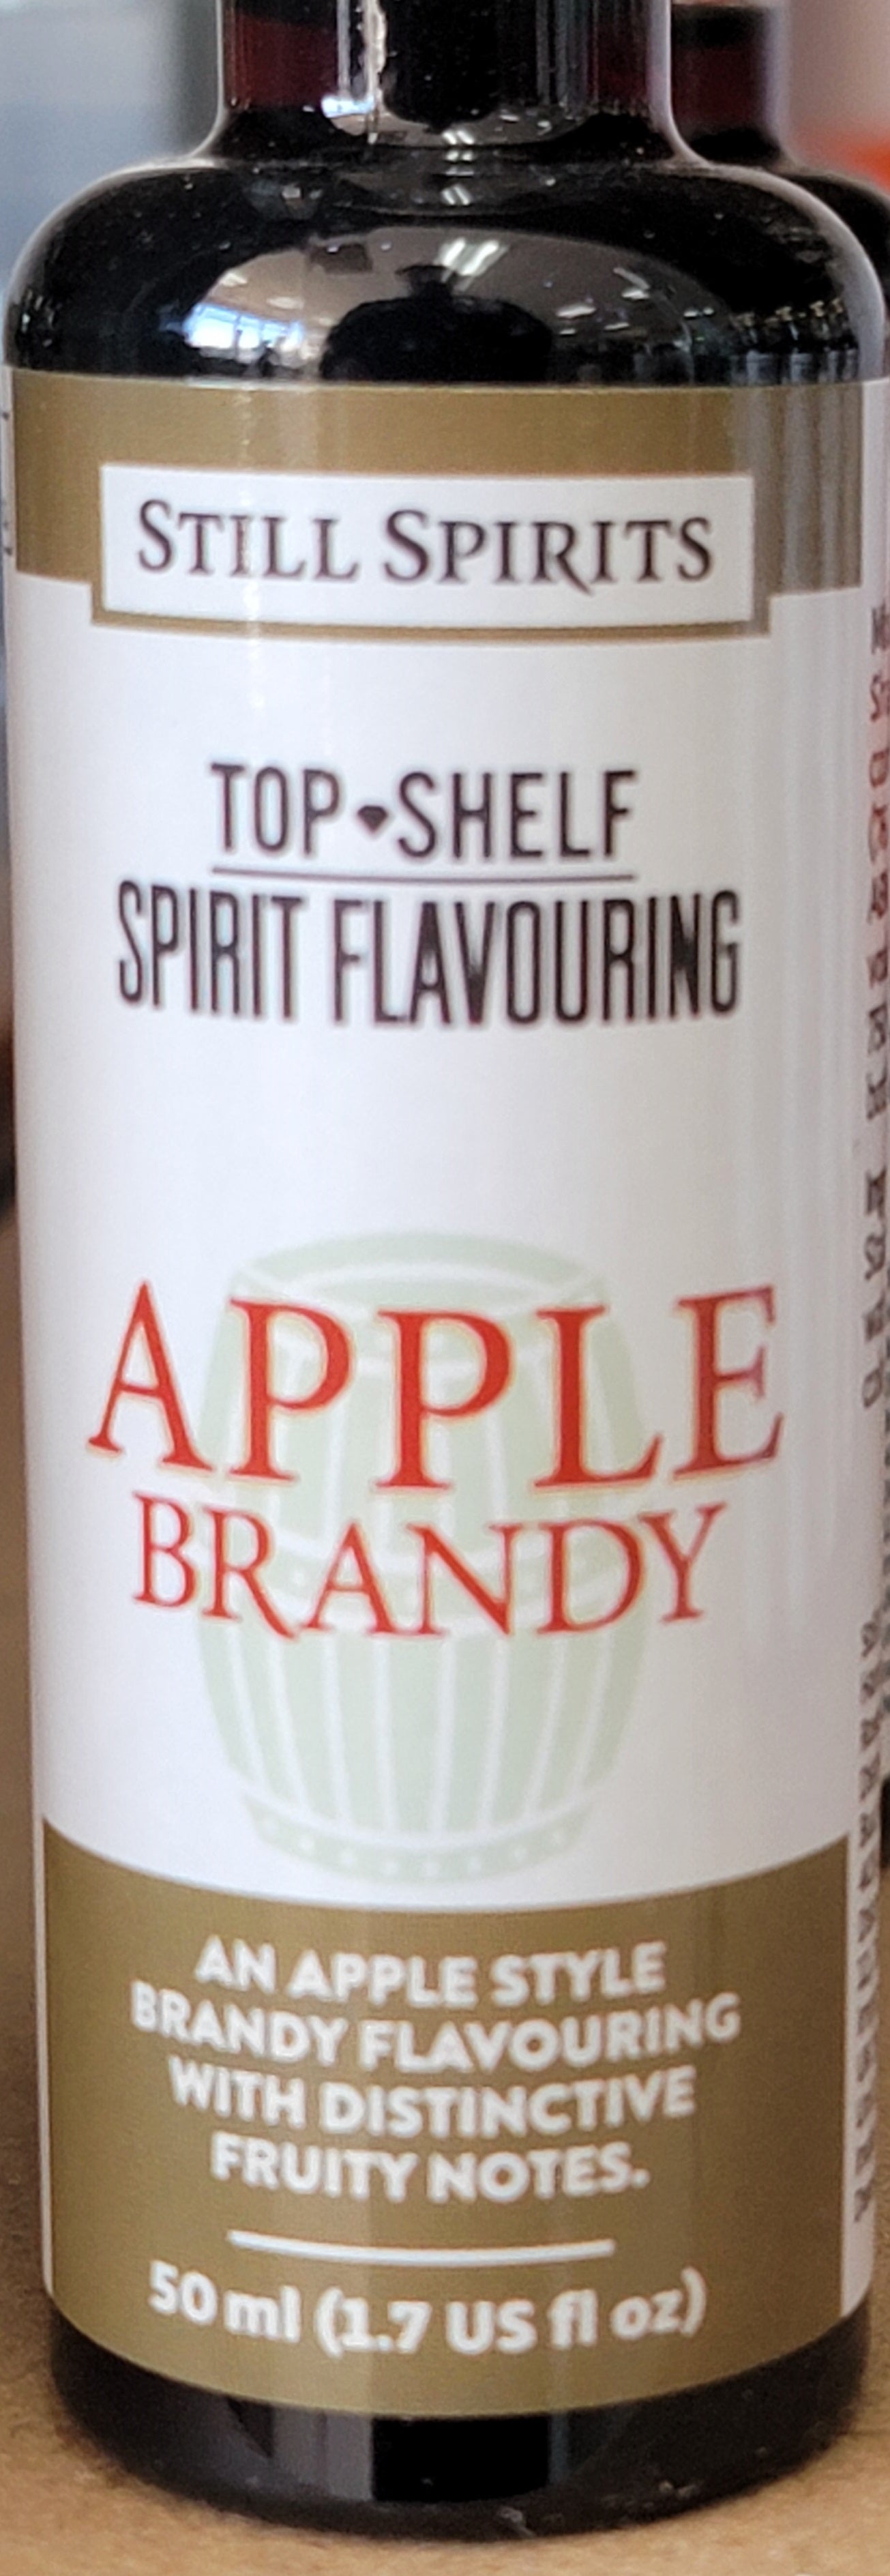 STILL SPIRITS
TOP SHELF
SPIRIT FLAVOURING
APPLE
BRANDY
AN APPLE STYLE
BRANDY FLAVOURING
WITH DISTINCTIVE
FRUITY NOTES.
50 ml (1.7 US fl oz)